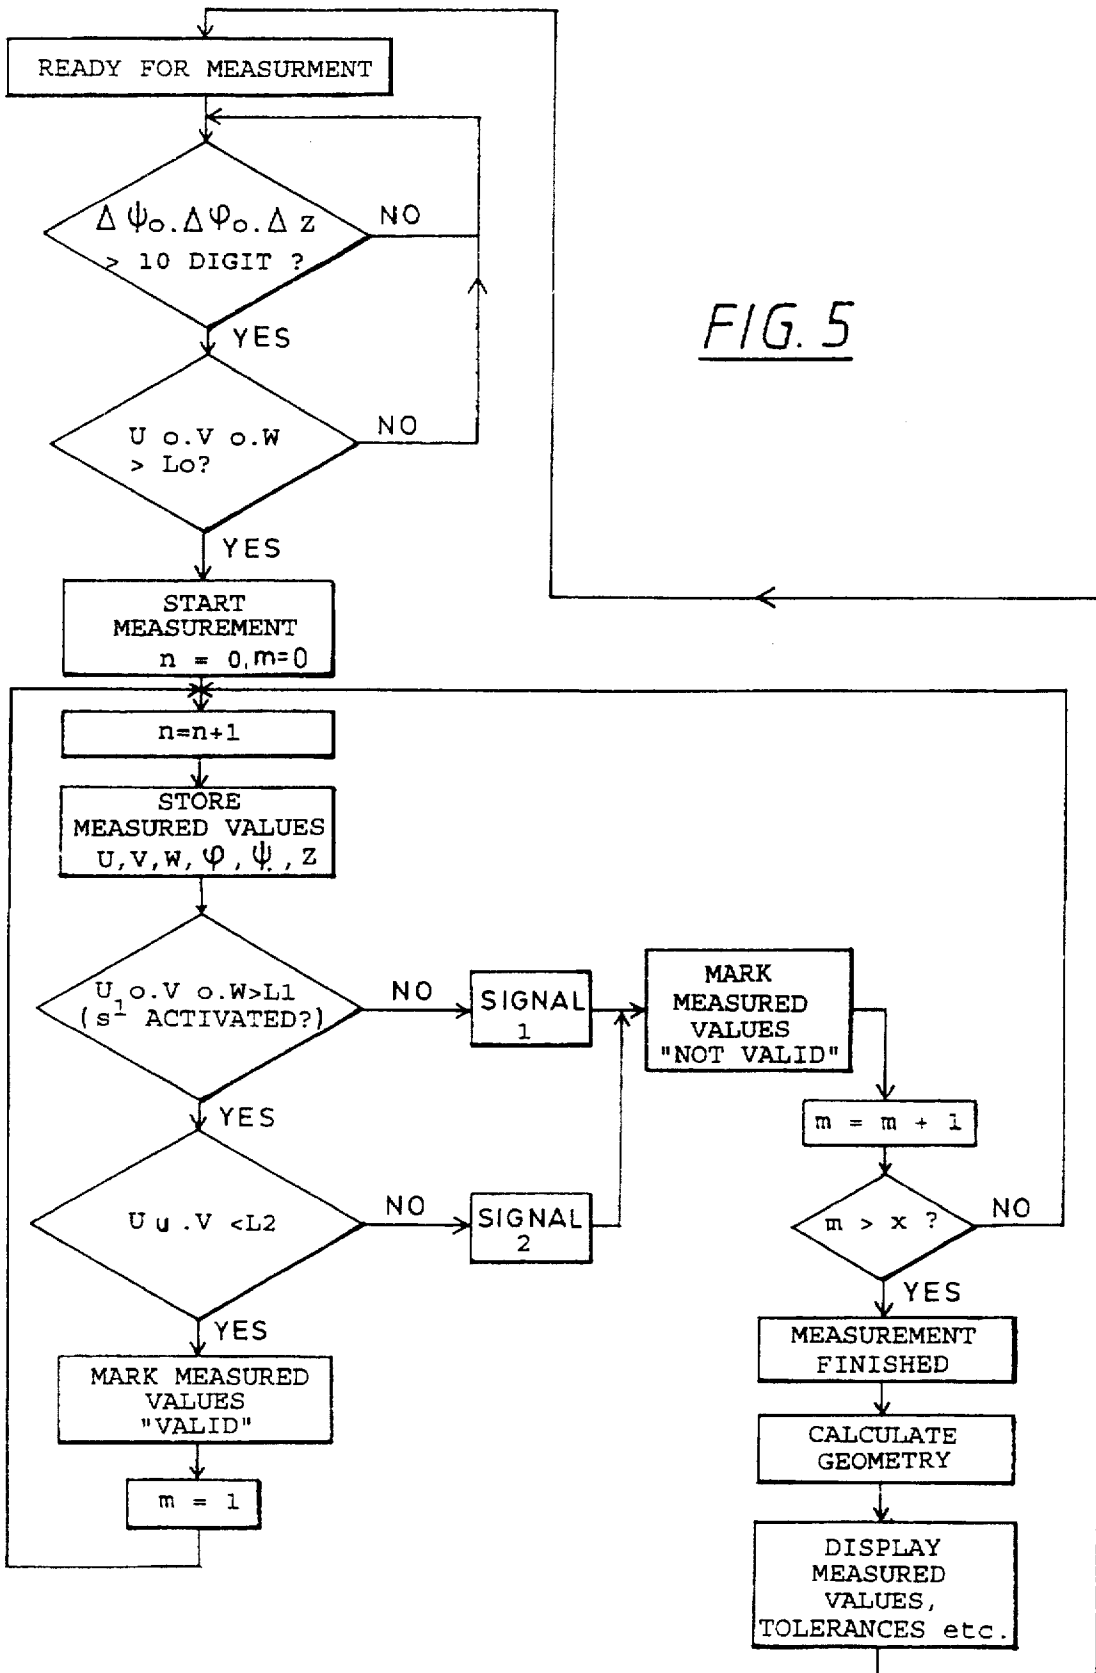 READY FOR MEASURMENT
Δ ψo.Δφo.Δ z
> 10 DIGIT ?
NO
YES
FIG. 5
U o.V o.W
> Lo?
NO
YES
START
MEASUREMENT
n = 0,m=0
n=n+1
STORE
MEASURED VALUES
U,V,W,φ,ψ,z
U o.V o.W>L1
(s1 ACTIVATED?)
NO
SIGNAL
1
MARK
MEASURED
VALUES
"NOT VALID"
YES
m = m + 1
U u .V <L2
NO
SIGNAL
2
m > x ?
NO
YES
YES
MARK MEASURED
VALUES
"VALID"
MEASUREMENT
FINISHED
m = 1
CALCULATE
GEOMETRY
DISPLAY
MEASURED
VALUES,
TOLERANCES etc.